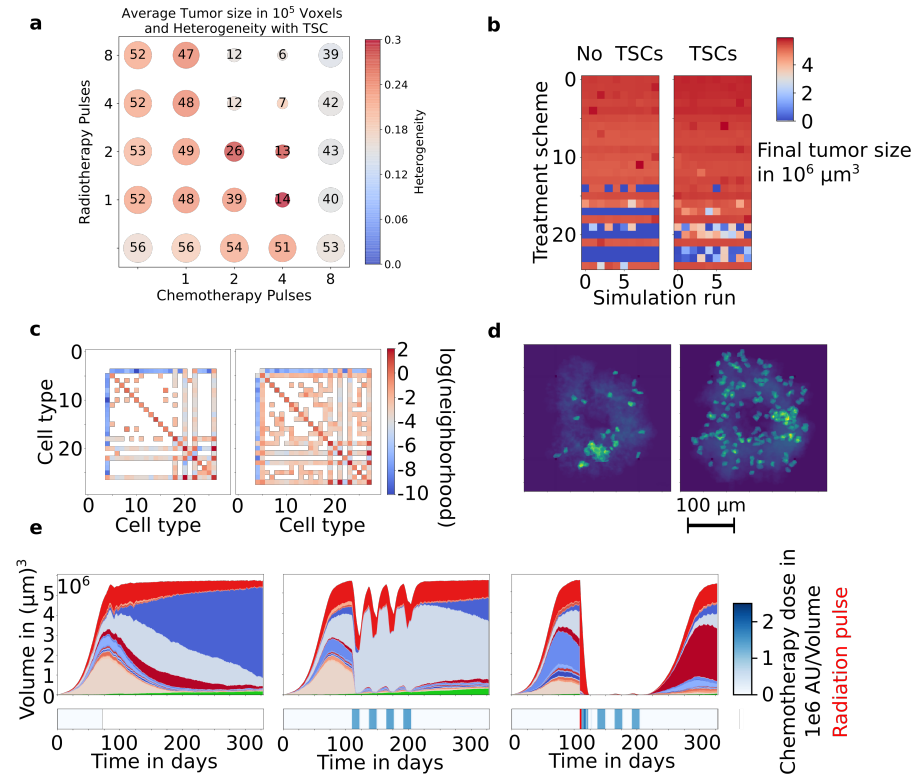 a
Average Tumor size in 10⁵ Voxels
and Heterogeneity with TSC
Radiotherapy Pulses
8 52 47 12 6 39
4 52 48 12 7 42
2 53 49 26 13 43
1 52 48 39 14 40
56 56 54 51 53
1 2 4 8
Chemotherapy Pulses
0.3
0.24
0.18
0.12
0.06
0.0
Heterogeneity
b
No TSCs TSCs
Treatment scheme
0
10
20
0 5 0 5
Simulation run
4
2
0
Final tumor size
in 10⁶ µm³
c
Cell type
0
10
20
0 10 20 0 10 20
Cell type Cell type
2
0
-2
-4
-6
-8
-10
log(neighborhood)
d
100 µm
e
Volume in (µm)³
10⁶
5
4
3
2
1
0
0 100 200 300 0 100 200 300 0 100 200 300
Time in days Time in days Time in days
2
1
0
Chemotherapy dose in
1e6 AU/Volume
Radiation pulse